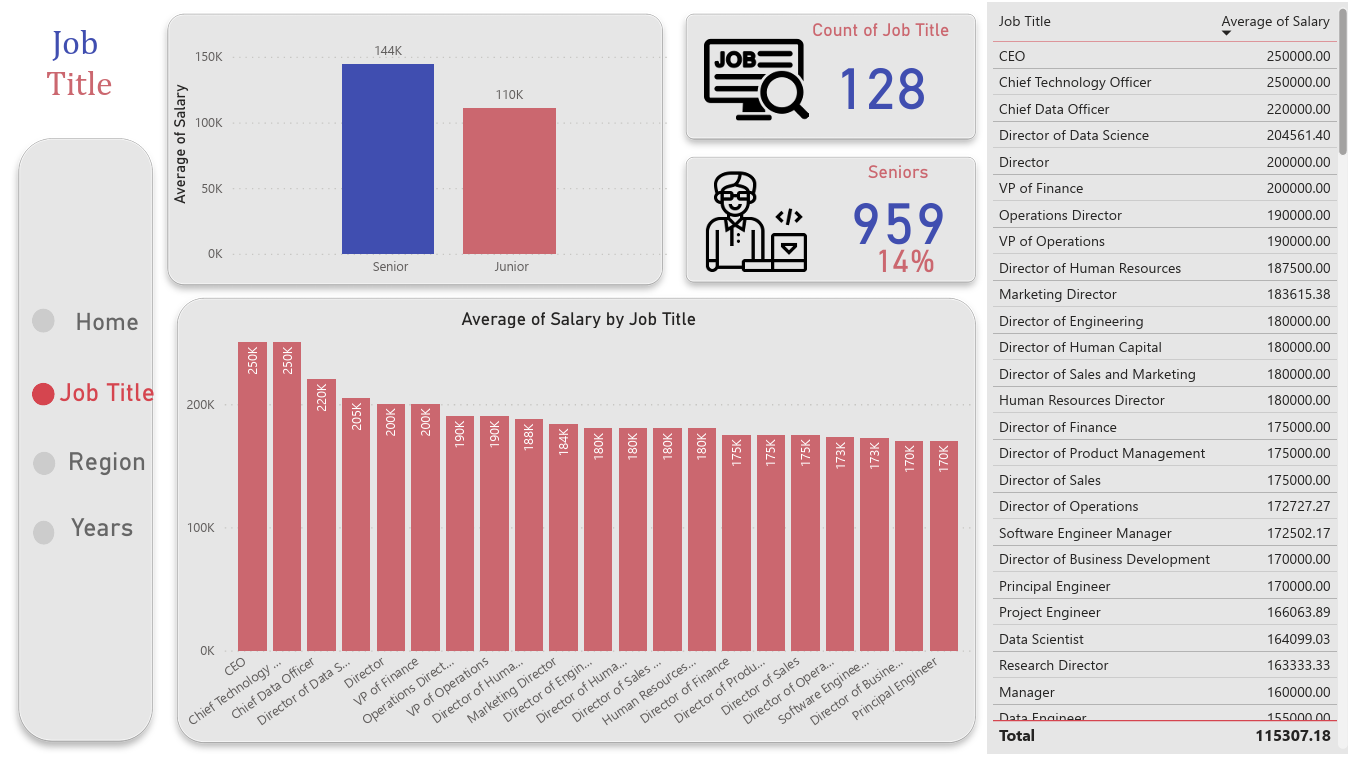 Job
Title
Home
Job Title
Region
Years
Average of Salary
150K
100K
50K
0K
144K
110K
Senior
Junior
JOB
Count of Job Title
128
Seniors
</>
959
14%
Average of Salary by Job Title
200K
100K
0K
250K
250K
220K
205K
200K
200K
190K
190K
188K
184K
180K
180K
180K
180K
175K
175K
175K
173K
173K
170K
170K
CEO
Chief Technology ...
Chief Data Officer
Director of Data S...
Director
VP of Finance
Operations Direct...
VP of Operations
Director of Huma...
Marketing Director
Director of Engin...
Director of Huma...
Director of Sales ...
Human Resources...
Director of Finance
Director of Produ...
Director of Sales
Director of Opera...
Software Enginee...
Director of Busine...
Principal Engineer
Job Title Average of Salary
CEO 250000.00
Chief Technology Officer 250000.00
Chief Data Officer 220000.00
Director of Data Science 204561.40
Director 200000.00
VP of Finance 200000.00
Operations Director 190000.00
VP of Operations 190000.00
Director of Human Resources 187500.00
Marketing Director 183615.38
Director of Engineering 180000.00
Director of Human Capital 180000.00
Director of Sales and Marketing 180000.00
Human Resources Director 180000.00
Director of Finance 175000.00
Director of Product Management 175000.00
Director of Sales 175000.00
Director of Operations 172727.27
Software Engineer Manager 172502.17
Director of Business Development 170000.00
Principal Engineer 170000.00
Project Engineer 166063.89
Data Scientist 164099.03
Research Director 163333.33
Manager 160000.00
Data Engineer 155000.00
Total 115307.18